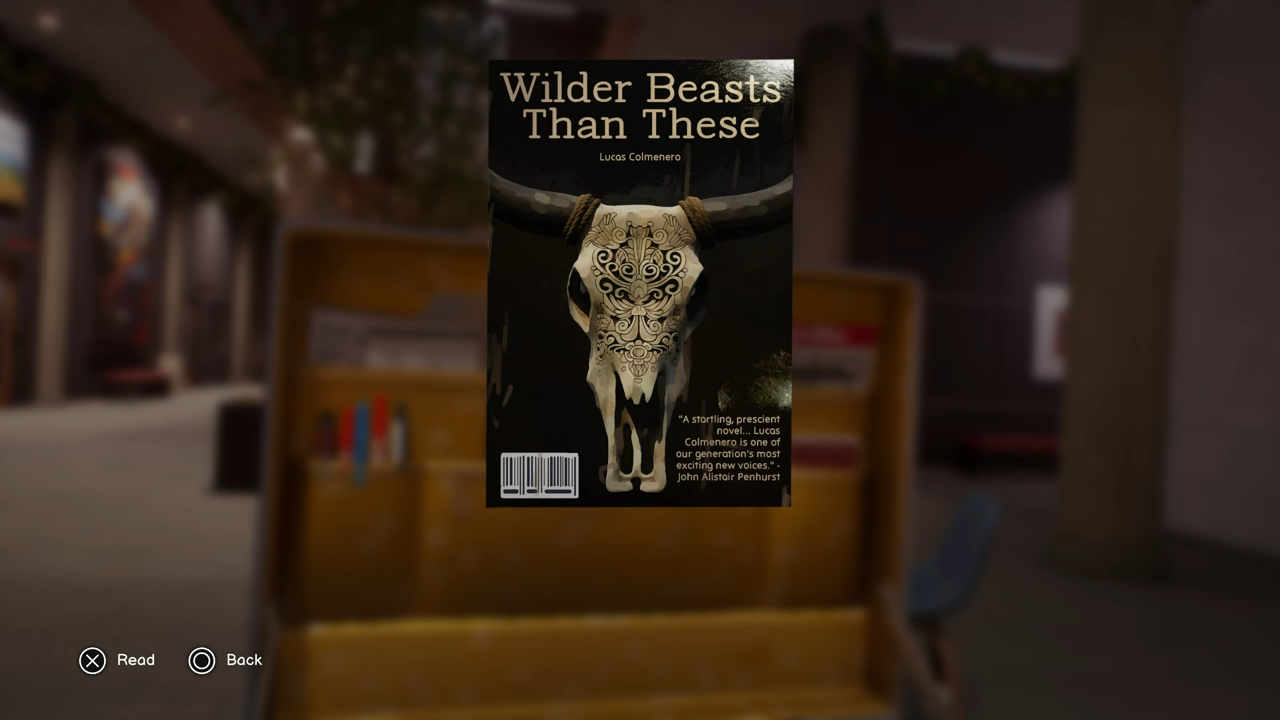 Wilder Beasts
Than These
Lucas Colmenero
"A startling, prescient
novel... Lucas
Colmenero is one of
our generation's most
exciting new voices." -
John Alistair Penhurst
Read
Back